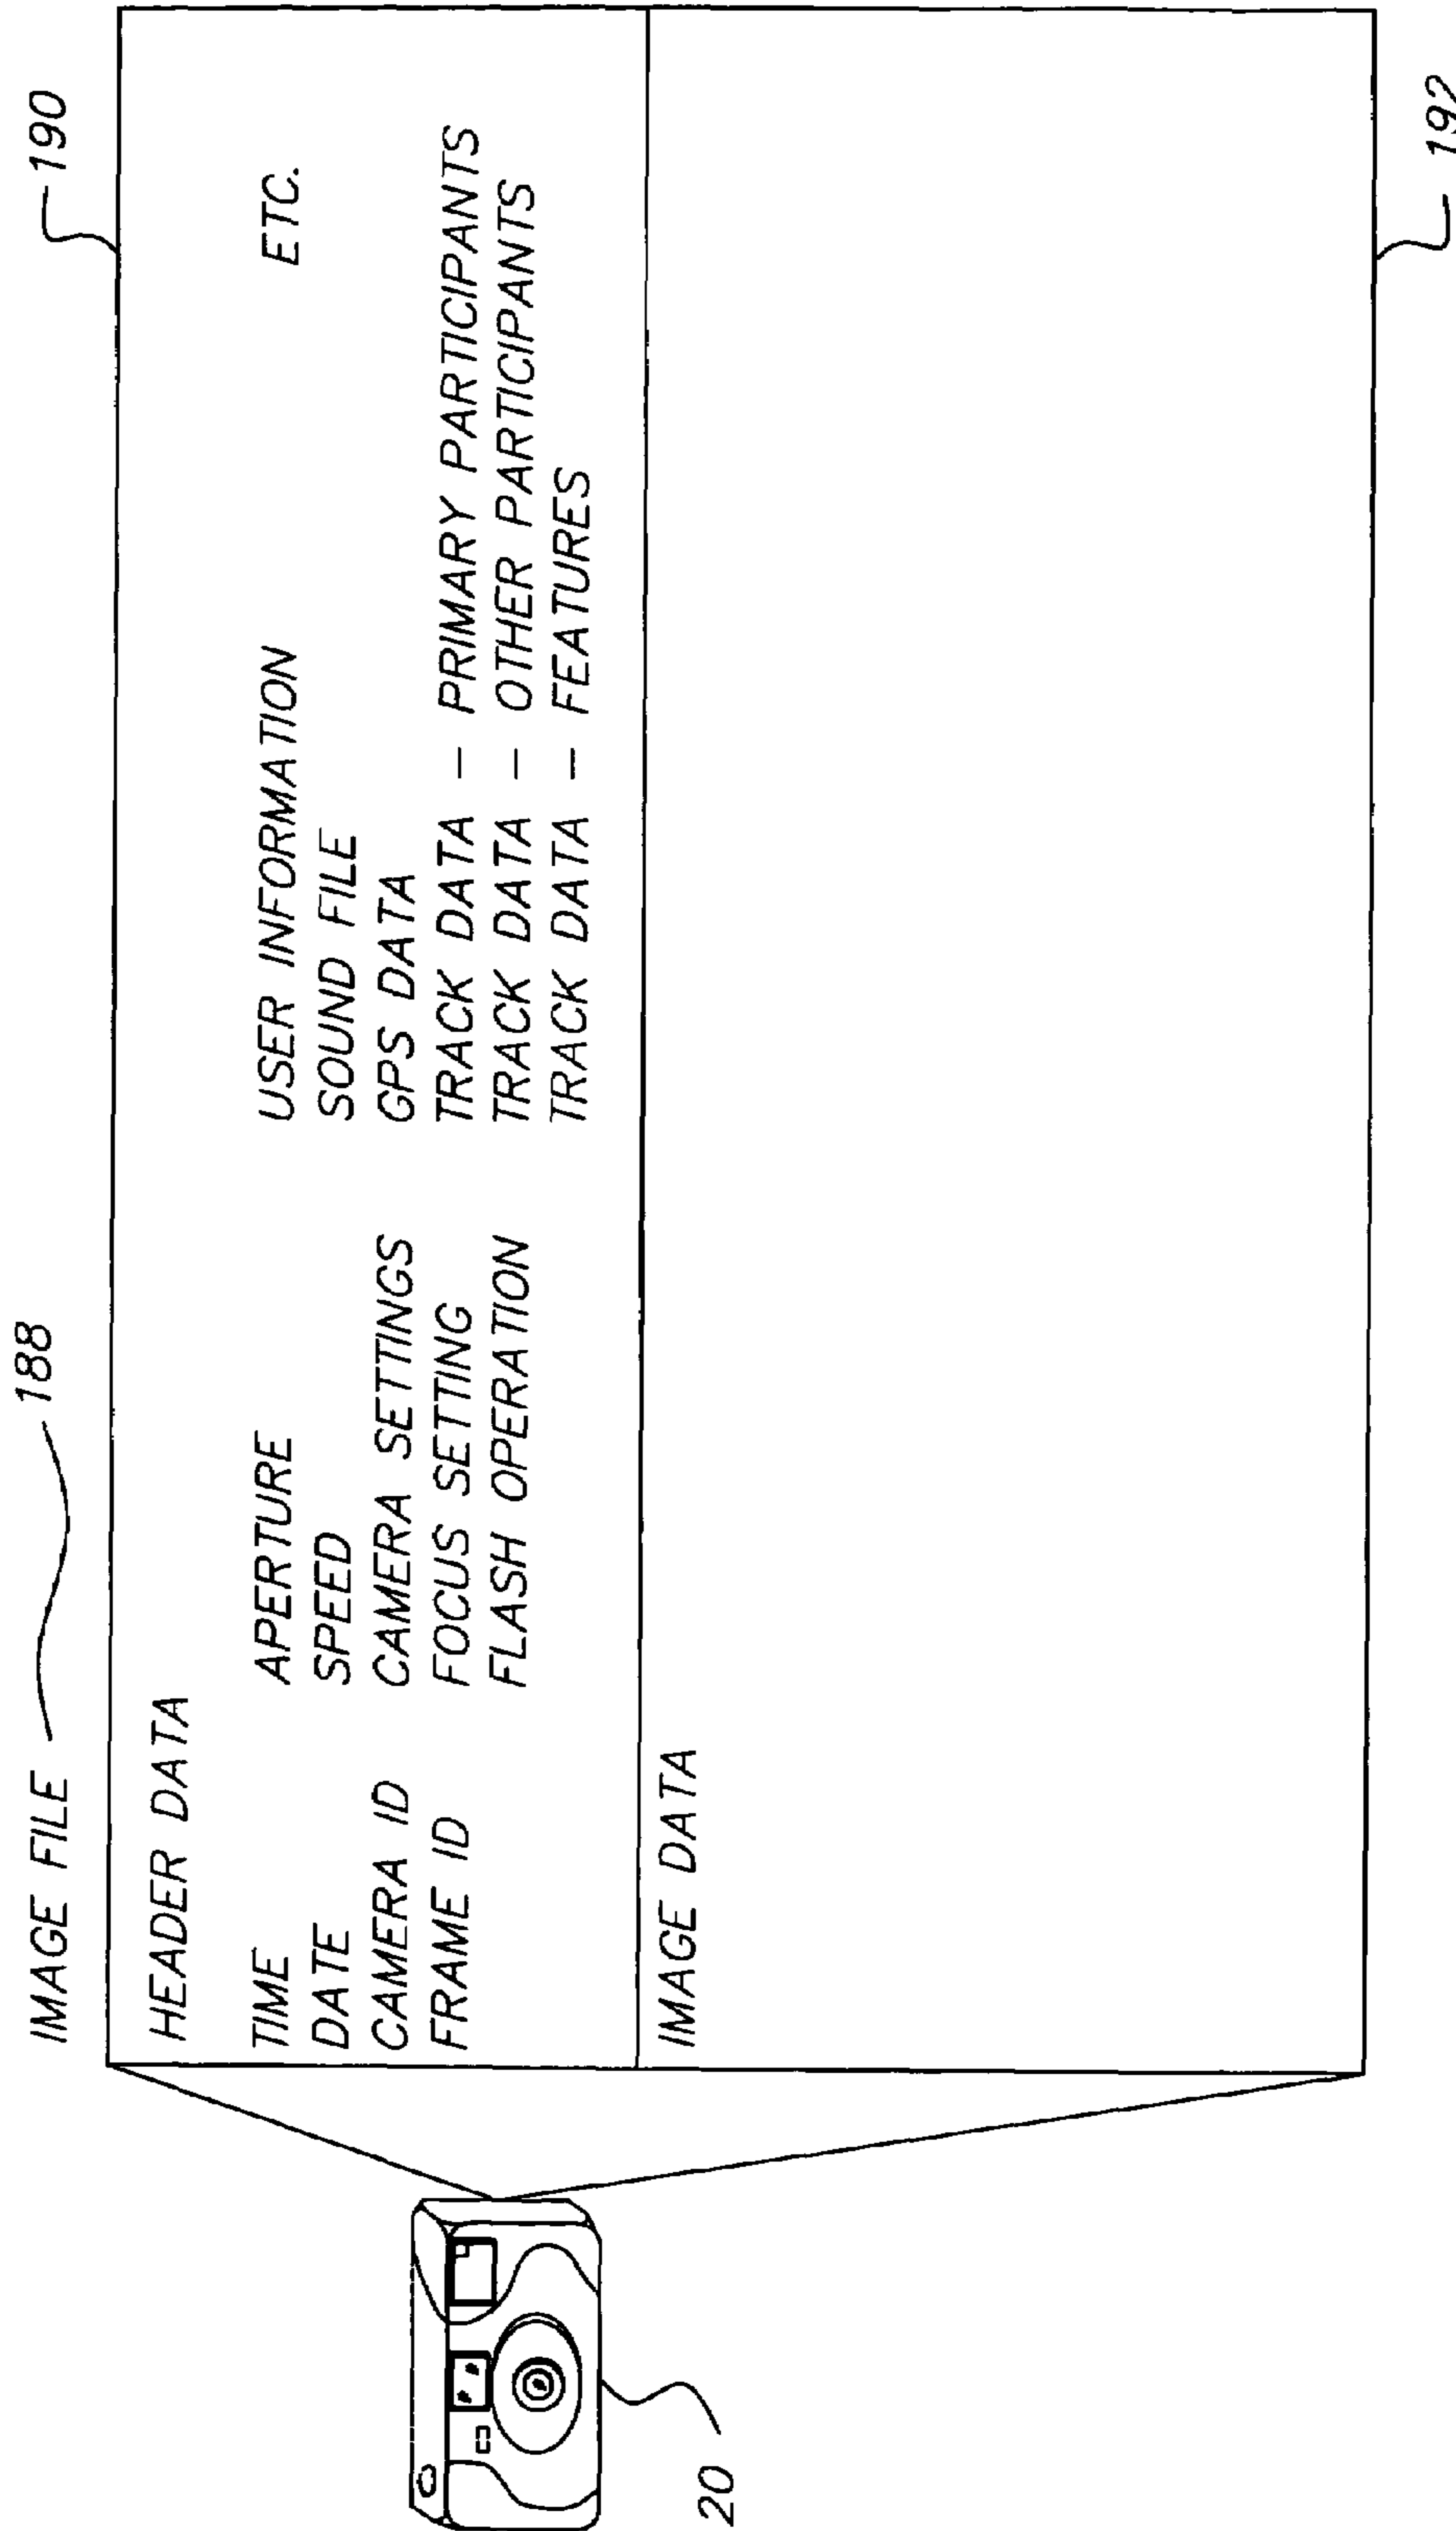 IMAGE FILE 188
190
HEADER DATA
TIME APERTURE USER INFORMATION ETC.
DATE SPEED SOUND FILE
CAMERA ID CAMERA SETTINGS GPS DATA
FRAME ID FOCUS SETTING TRACK DATA – PRIMARY PARTICIPANTS
FLASH OPERATION TRACK DATA – OTHER PARTICIPANTS
TRACK DATA – FEATURES
IMAGE DATA
20
192